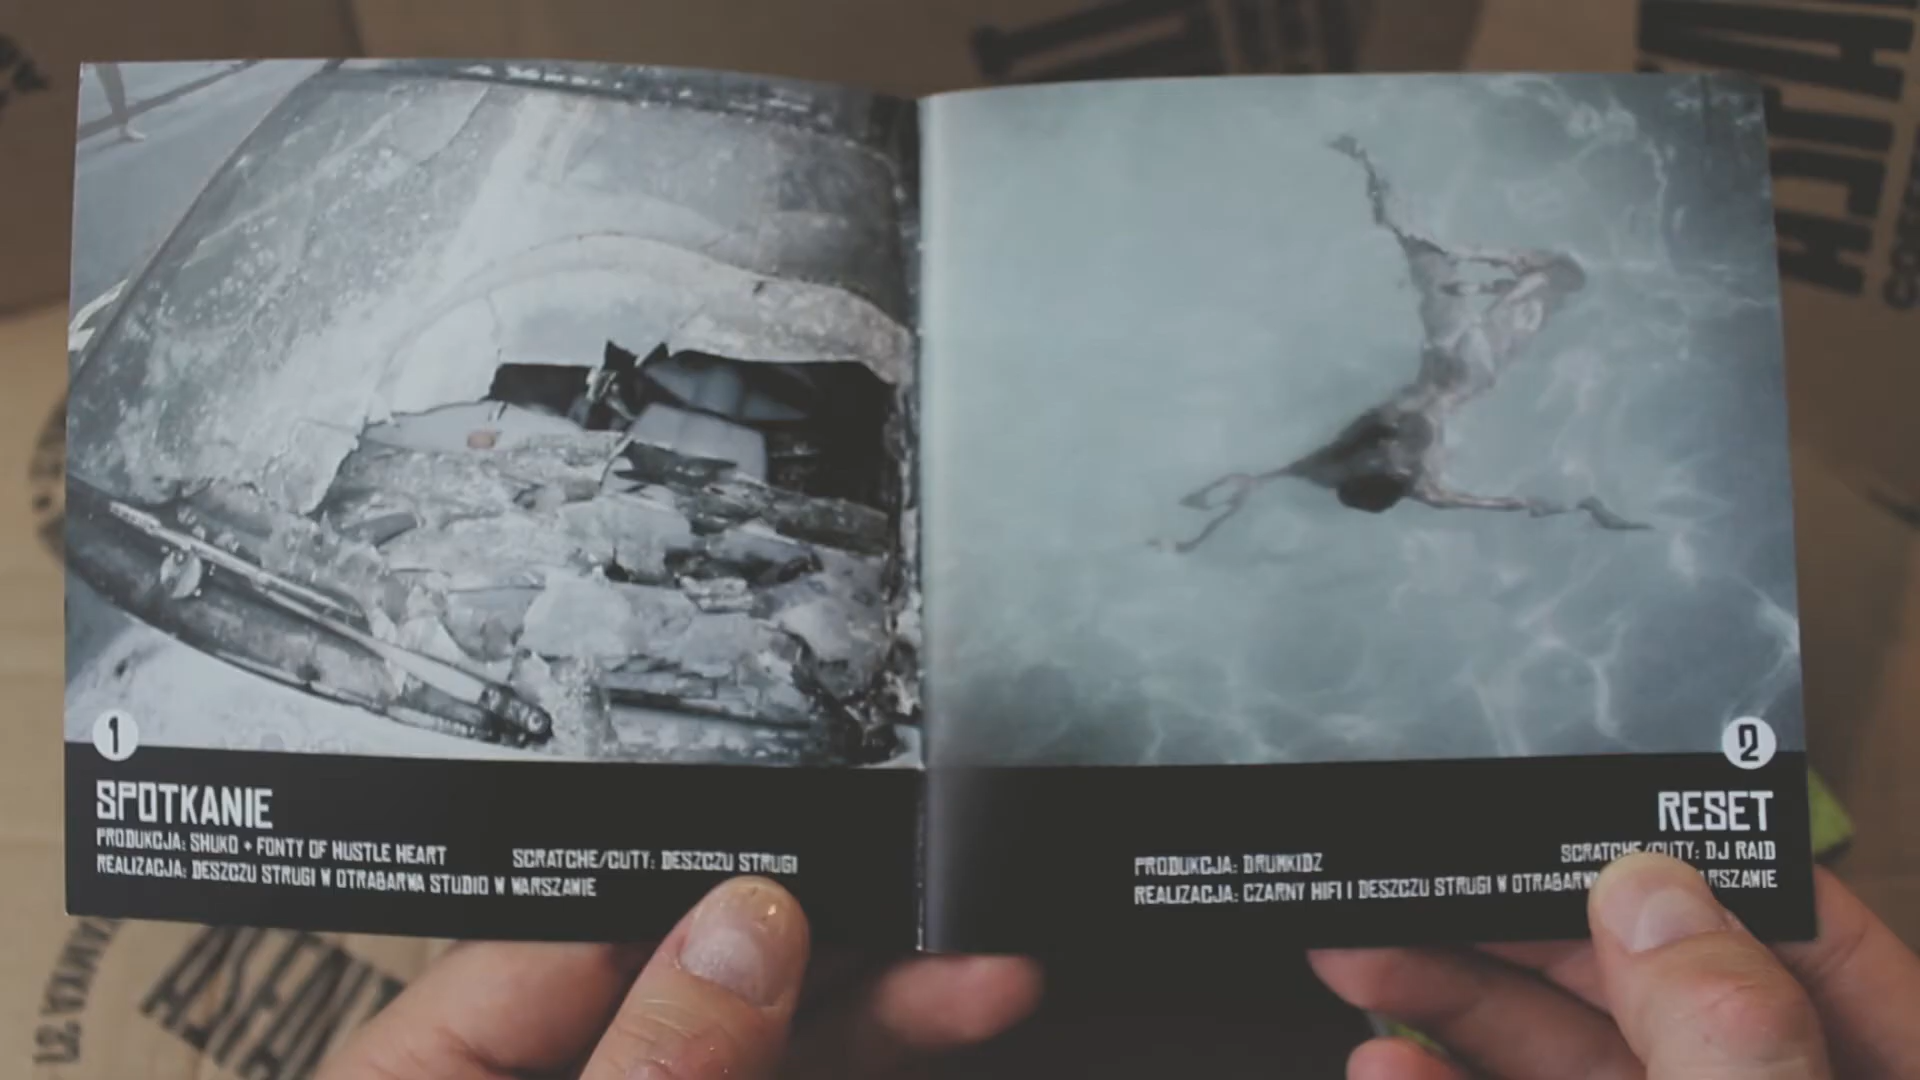 1
SPOTKANIE
PRODUKCJA: SHUKO + FONTY OF HUSTLE HEART
SCRATCHE/CUTY: DESZCZU STRUGI
REALIZACJA: DESZCZU STRUGI W OTRABARWA STUDIO W WARSZAWIE
2
RESET
PRODUKCJA: DRUMKIDZ
SCRATCHE/CUTY: DJ RAID
REALIZACJA: CZARNY HIFI I DESZCZU STRUGI W